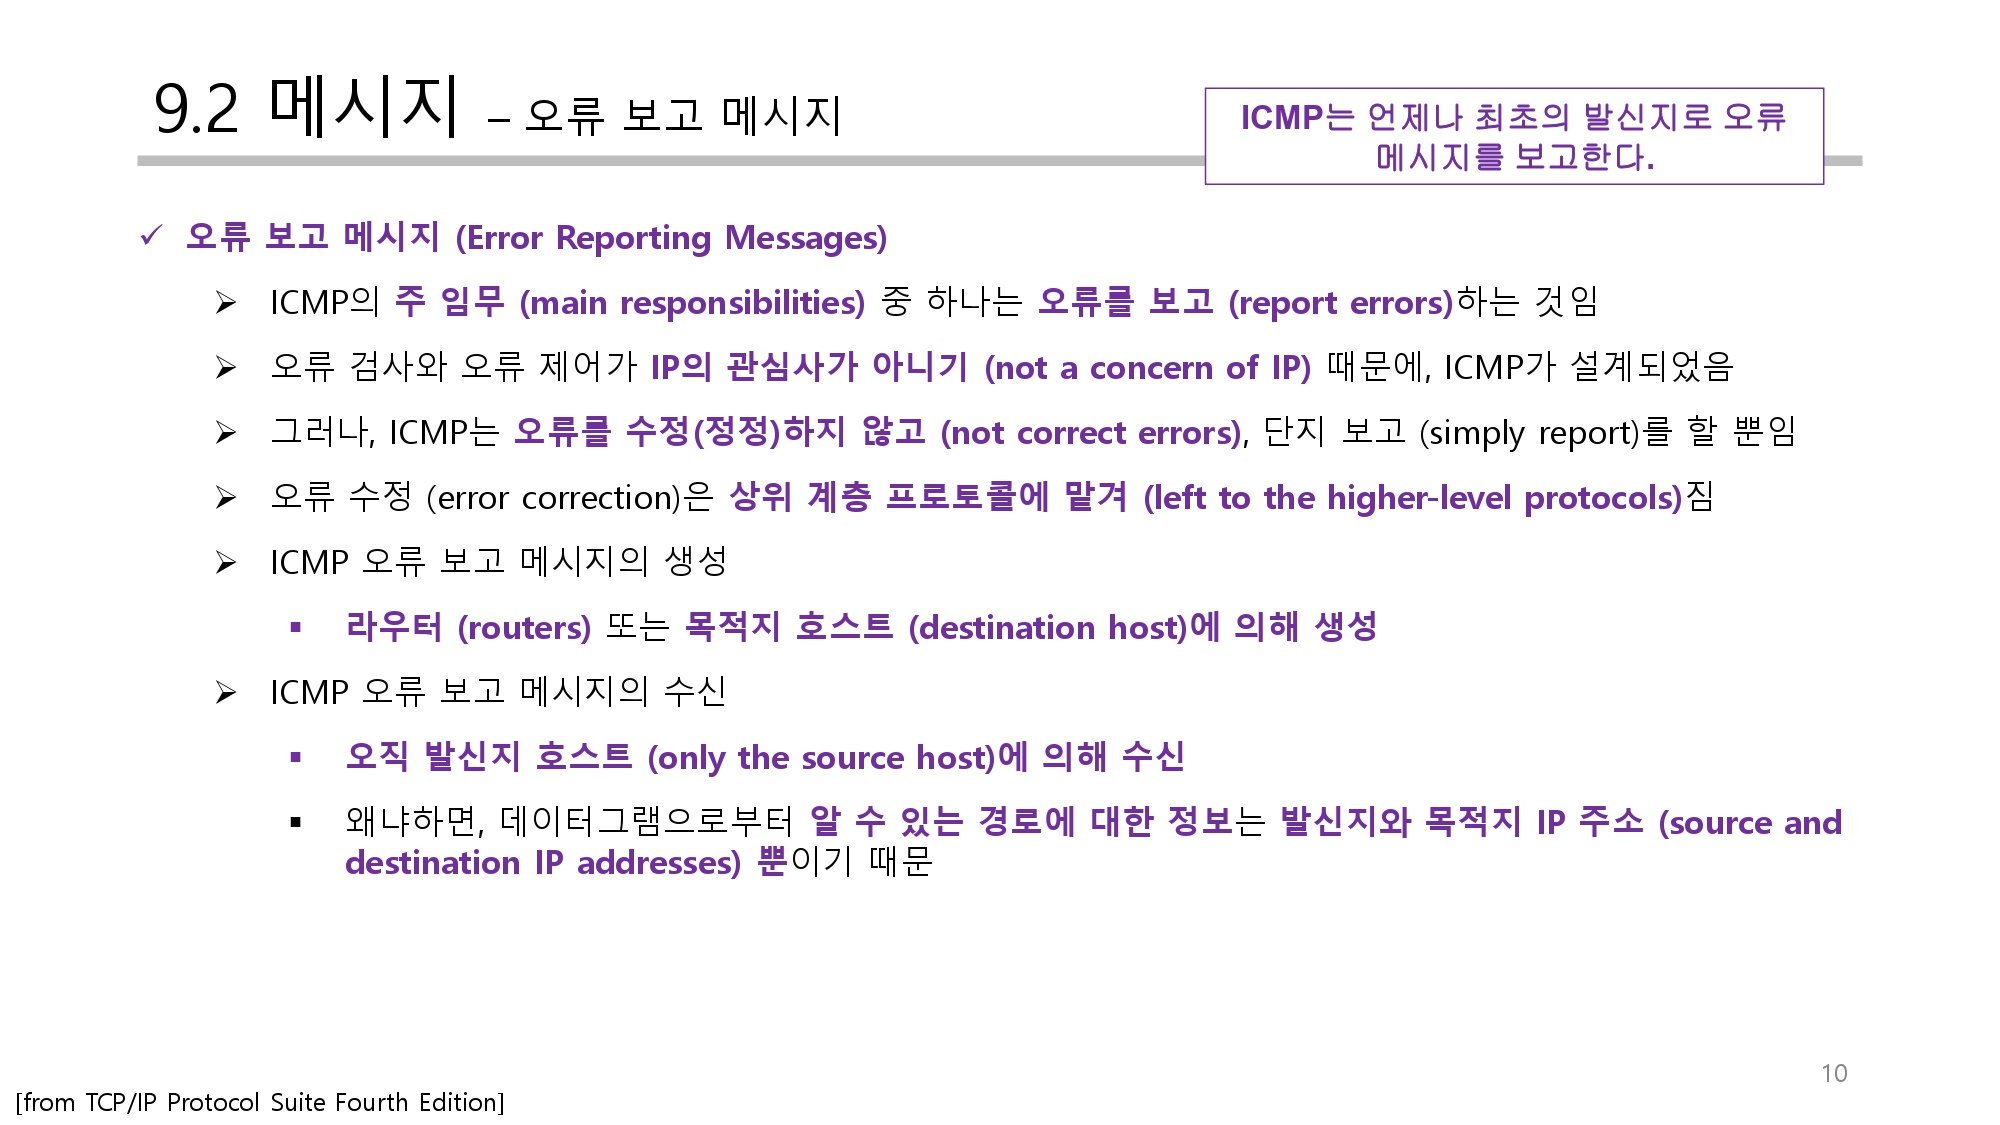 9.2 메시지 – 오류 보고 메시지
ICMP는 언제나 최초의 발신지로 오류
메시지를 보고한다.
✓ 오류 보고 메시지 (Error Reporting Messages)
➢ ICMP의 주 임무 (main responsibilities) 중 하나는 오류를 보고 (report errors)하는 것임
➢ 오류 검사와 오류 제어가 IP의 관심사가 아니기 (not a concern of IP) 때문에, ICMP가 설계되었음
➢ 그러나, ICMP는 오류를 수정(정정)하지 않고 (not correct errors), 단지 보고 (simply report)를 할 뿐임
➢ 오류 수정 (error correction)은 상위 계층 프로토콜에 맡겨 (left to the higher-level protocols)짐
➢ ICMP 오류 보고 메시지의 생성
▪ 라우터 (routers) 또는 목적지 호스트 (destination host)에 의해 생성
➢ ICMP 오류 보고 메시지의 수신
▪ 오직 발신지 호스트 (only the source host)에 의해 수신
▪ 왜냐하면, 데이터그램으로부터 알 수 있는 경로에 대한 정보는 발신지와 목적지 IP 주소 (source and
destination IP addresses) 뿐이기 때문
10
[from TCP/IP Protocol Suite Fourth Edition]